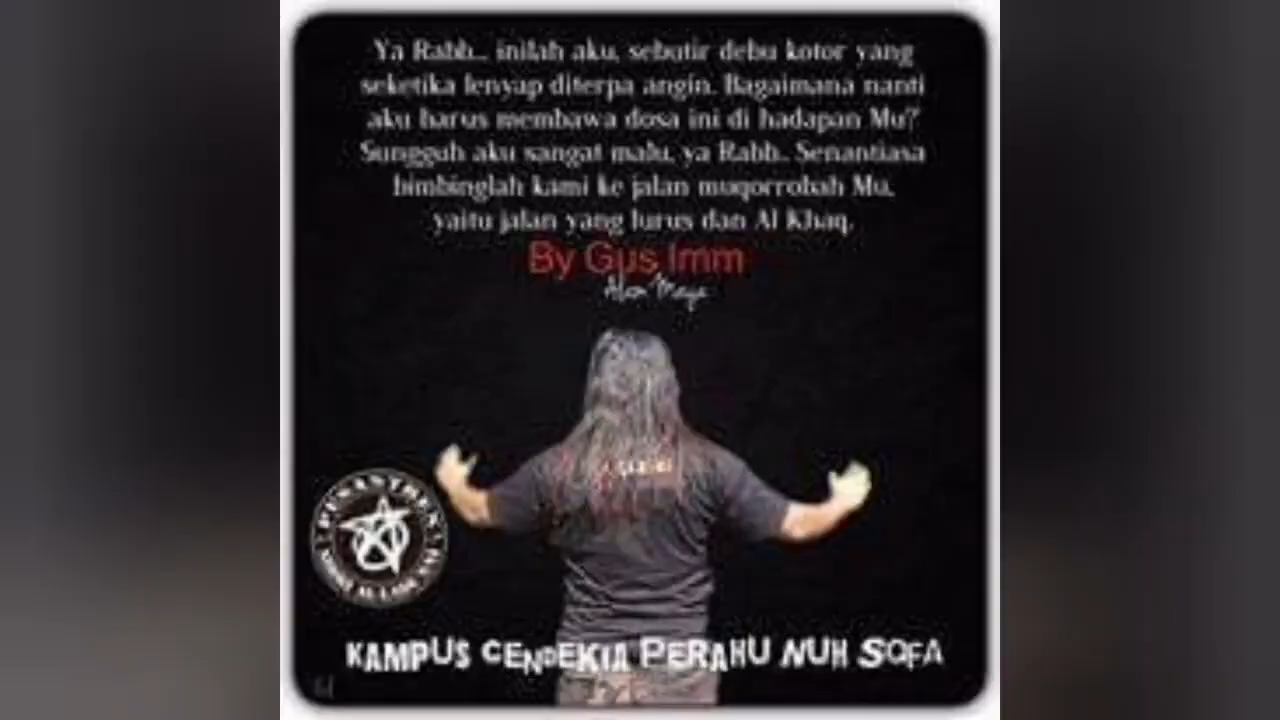 Ya Rabb... inilah aku, sebutir debu kotor yang
seketika lenyap diterpa angin. Bagaimana nanti
aku harus membawa dosa ini di hadapan Mu?
Sungguh aku sangat malu, ya Rabb.. Senantiasa
bimbinglah kami ke jalan muqorrobah Mu,
yaitu jalan yang lurus dan Al Khaq.
By Gus Imm
PESANTREN
KAMPUS CENDEKIA PERAHU NUH SOFA